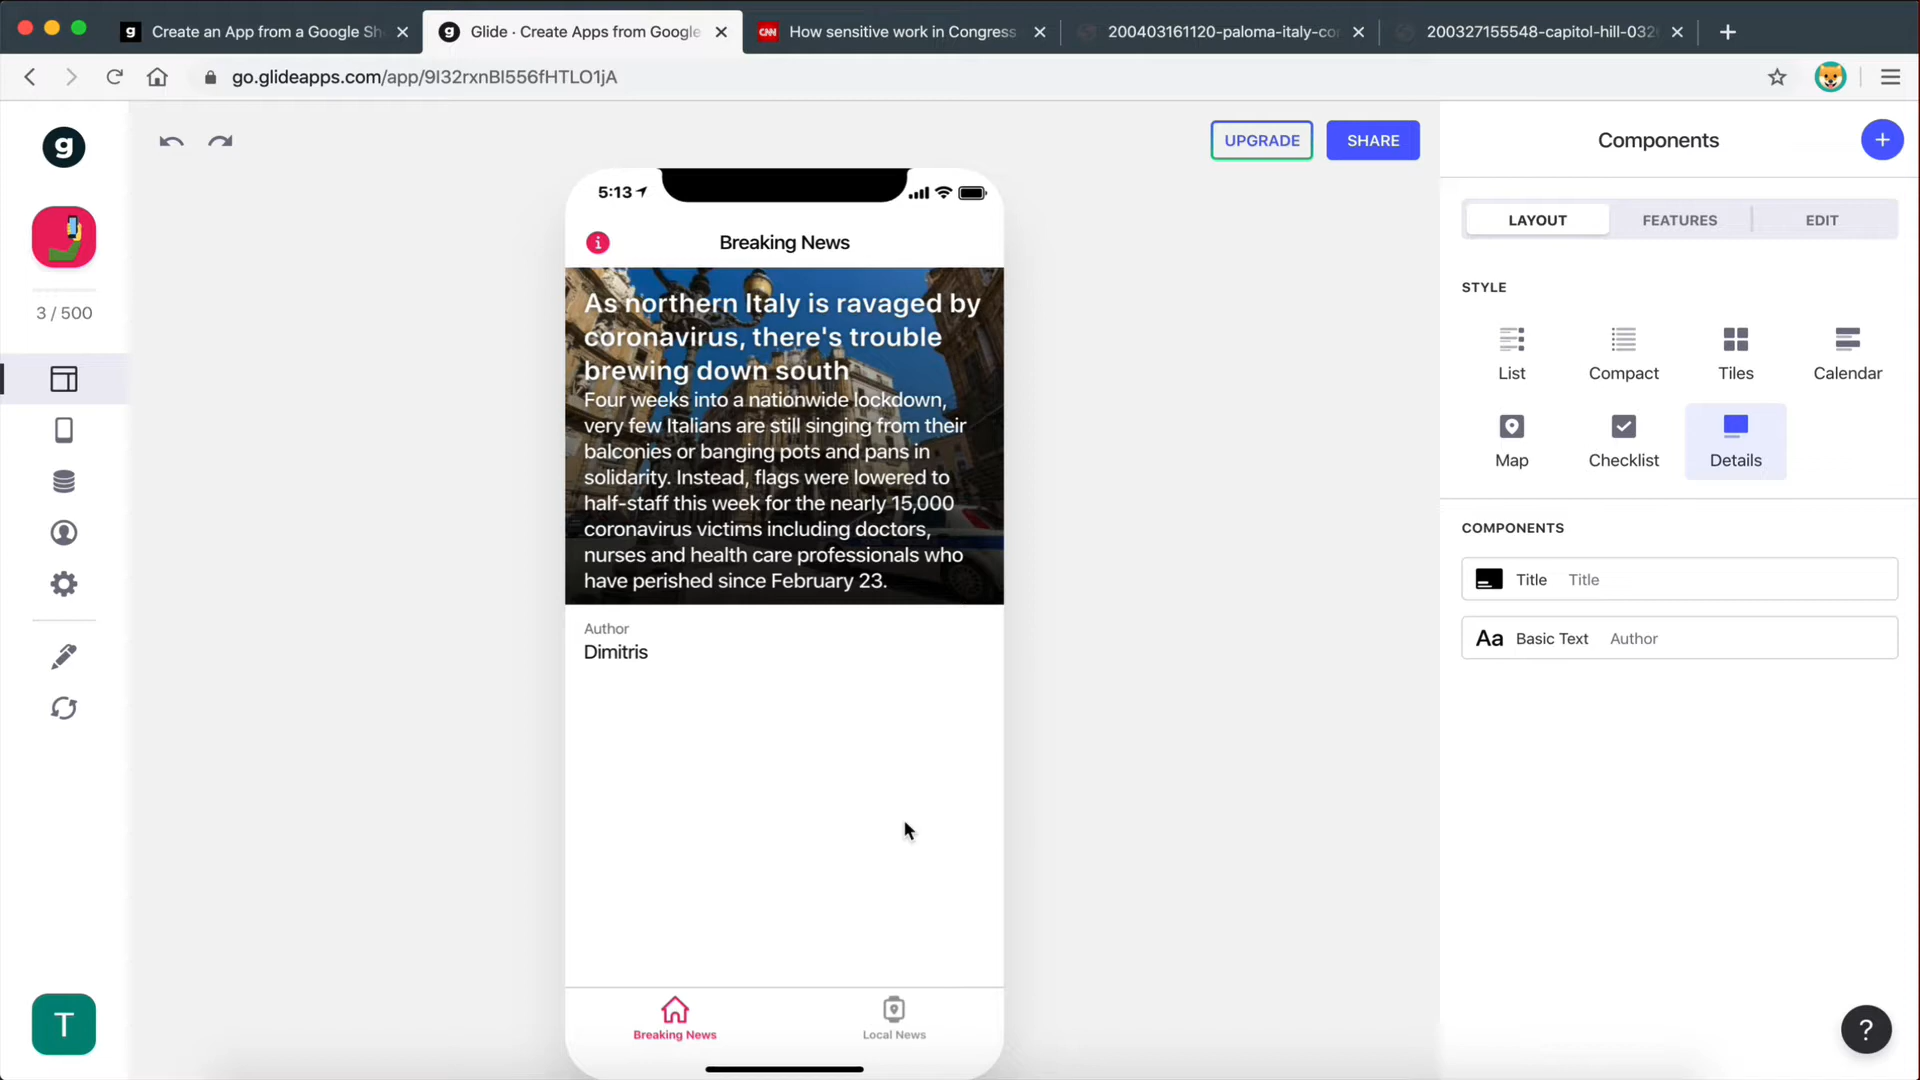 Create an App from a Google Sh
Glide · Create Apps from Google
CNN
How sensitive work in Congress
200403161120-paloma-italy-co
200327155548-capitol-hill-032
go.glideapps.com/app/9I32rxnBI556fHTLO1jA
g
UPGRADE
SHARE
Components
5:13
LAYOUT
FEATURES
EDIT
i
Breaking News
3 / 500
STYLE
As northern Italy is ravaged by
coronavirus, there's trouble
brewing down south
List
Compact
Tiles
Calendar
Four weeks into a nationwide lockdown,
very few Italians are still singing from their
balconies or banging pots and pans in
solidarity. Instead, flags were lowered to
half-staff this week for the nearly 15,000
coronavirus victims including doctors,
nurses and health care professionals who
have perished since February 23.
Map
Checklist
Details
COMPONENTS
Title Title
Aa Basic Text Author
Author
Dimitris
T
Breaking News
Local News
?